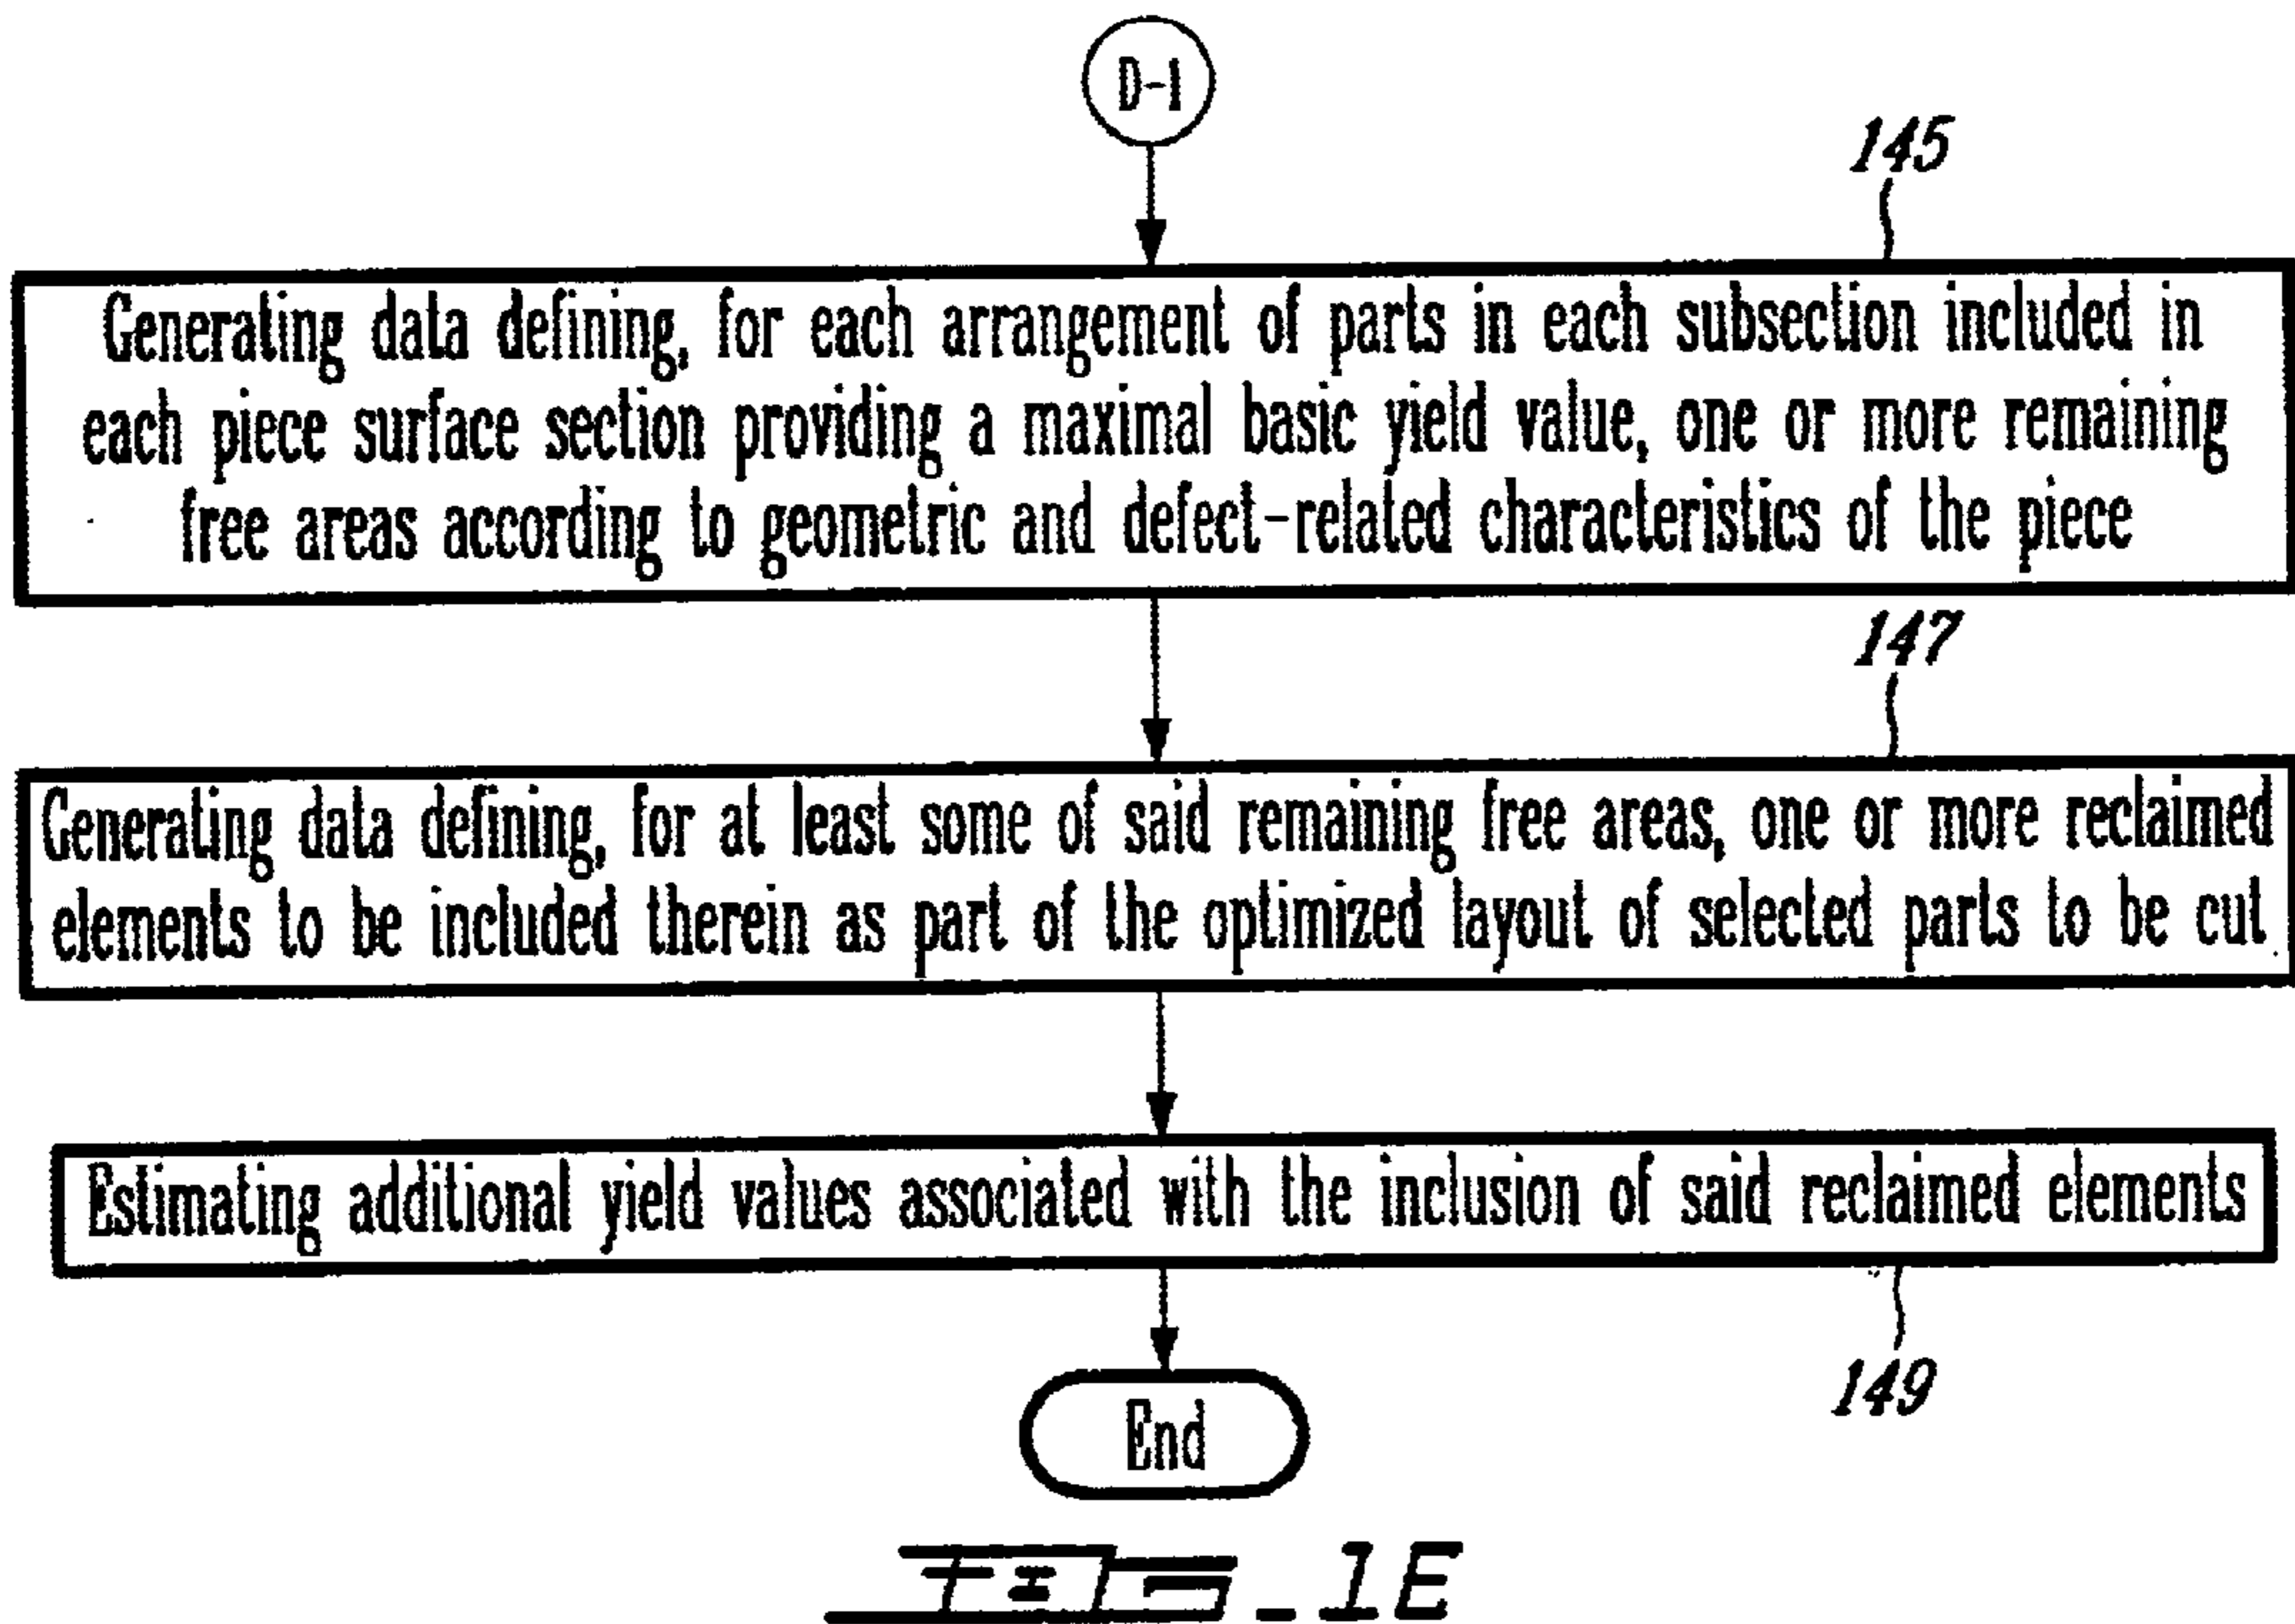 D-1
145
Generating data defining, for each arrangement of parts in each subsection included in
each piece surface section providing a maximal basic yield value, one or more remaining
free areas according to geometric and defect-related characteristics of the piece
147
Generating data defining, for at least some of said remaining free areas, one or more reclaimed
elements to be included therein as part of the optimized layout of selected parts to be cut
Estimating additional yield values associated with the inclusion of said reclaimed elements
149
End
FIG. 1E